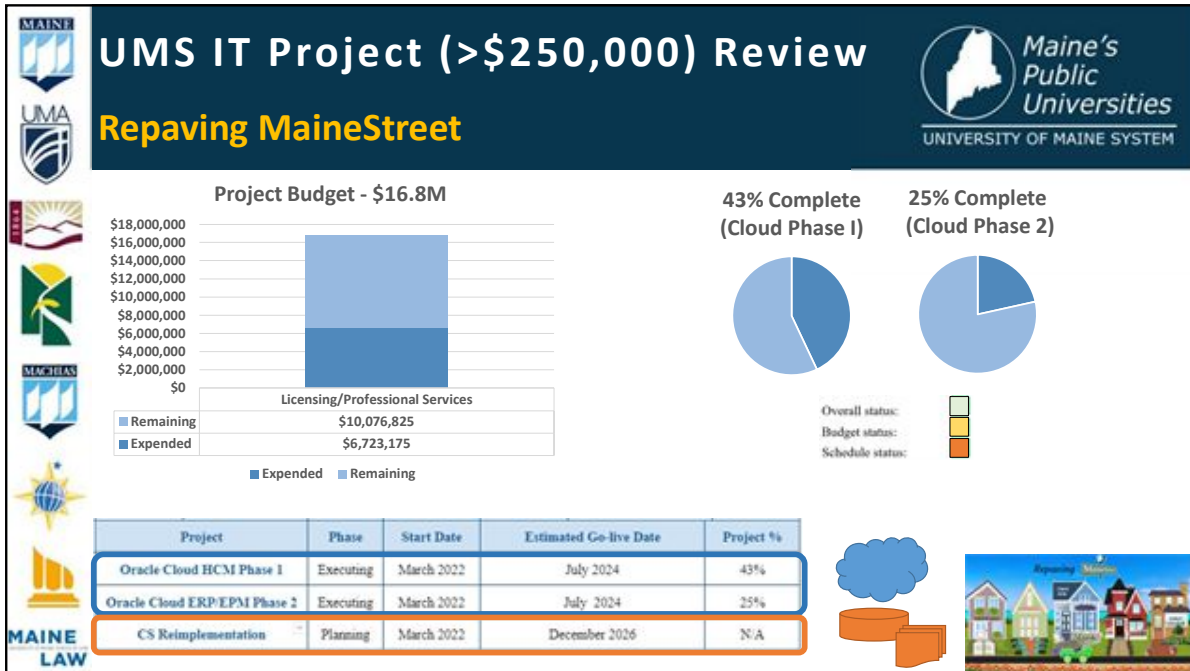 MAINE
UMS IT Project (>$250,000) Review
Repaving MaineStreet
Maine's
Public
Universities
UNIVERSITY OF MAINE SYSTEM
UMA
1864
MACHIAS
MAINE
LAW
Project Budget - $16.8M
$18,000,000
$16,000,000
$14,000,000
$12,000,000
$10,000,000
$8,000,000
$6,000,000
$4,000,000
$2,000,000
$0
Licensing/Professional Services
Remaining $10,076,825
Expended $6,723,175
Expended Remaining
43% Complete
(Cloud Phase I)
25% Complete
(Cloud Phase 2)
Overall status:
Budget status:
Schedule status:
Project Phase Start Date Estimated Go-live Date Project %
Oracle Cloud HCM Phase 1 Executing March 2022 July 2024 43%
Oracle Cloud ERP/EPM Phase 2 Executing March 2022 July 2024 25%
CS Reimplementation Planning March 2022 December 2026 N/A
Repaving